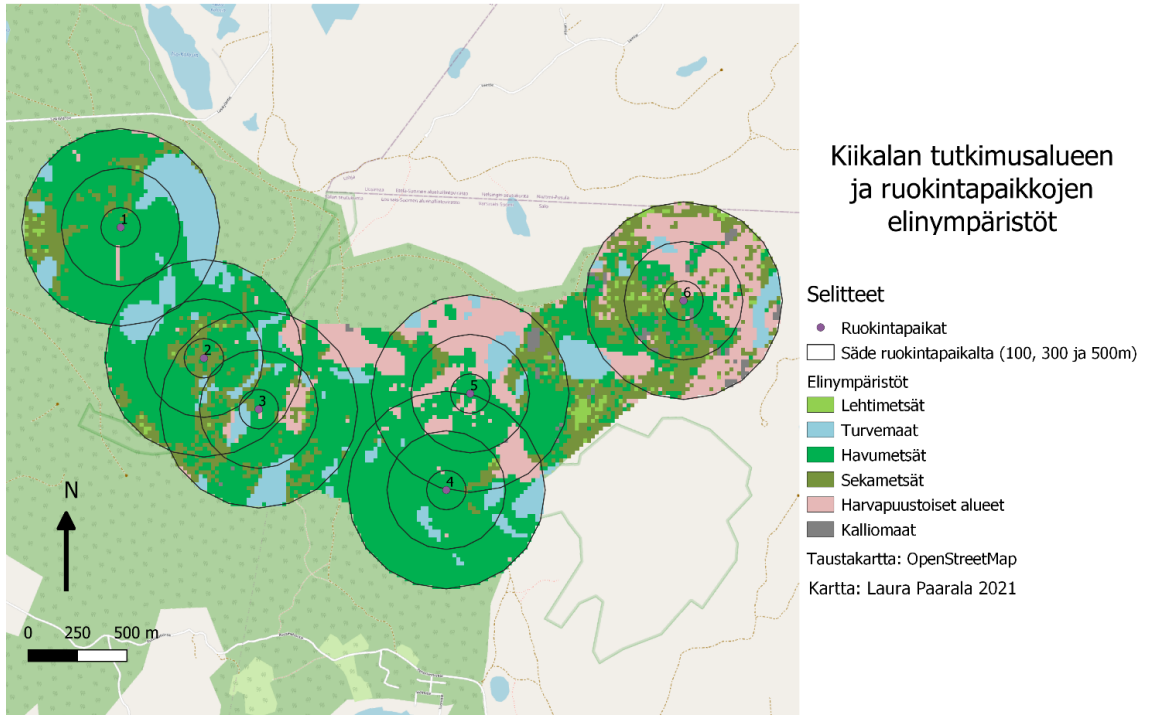 Kiikalan tutkimusalueen
ja ruokintapaikkojen
elinympäristöt
Selitteet
Ruokintapaikat
Säde ruokintapaikalta (100, 300 ja 500m)
Elinympäristöt
Lehtimetsät
Turvemaat
Havumetsät
Sekametsät
Harvapuustoiset alueet
Kalliomaat
Taustakartta: OpenStreetMap
Kartta: Laura Paarala 2021
1
2
3
4
5
6
N
0 250 500 m